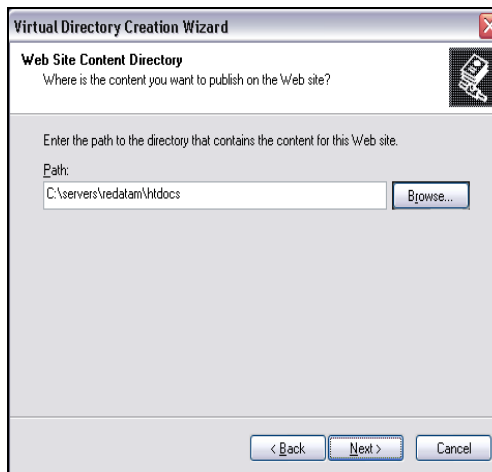 Virtual Directory Creation Wizard
Web Site Content Directory
Where is the content you want to publish on the Web site?
Enter the path to the directory that contains the content for this Web site.
Path:
C:\servers\redatam\htdocs
Browse...
< Back
Next >
Cancel